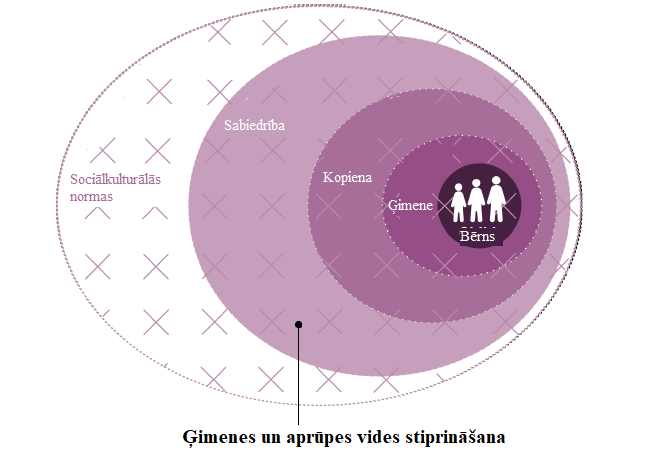 Sabiedrība
Kopiena
Sociālkulturālās
normas
Ģimene
Bērns
Ģimenes un aprūpes vides stiprināšana